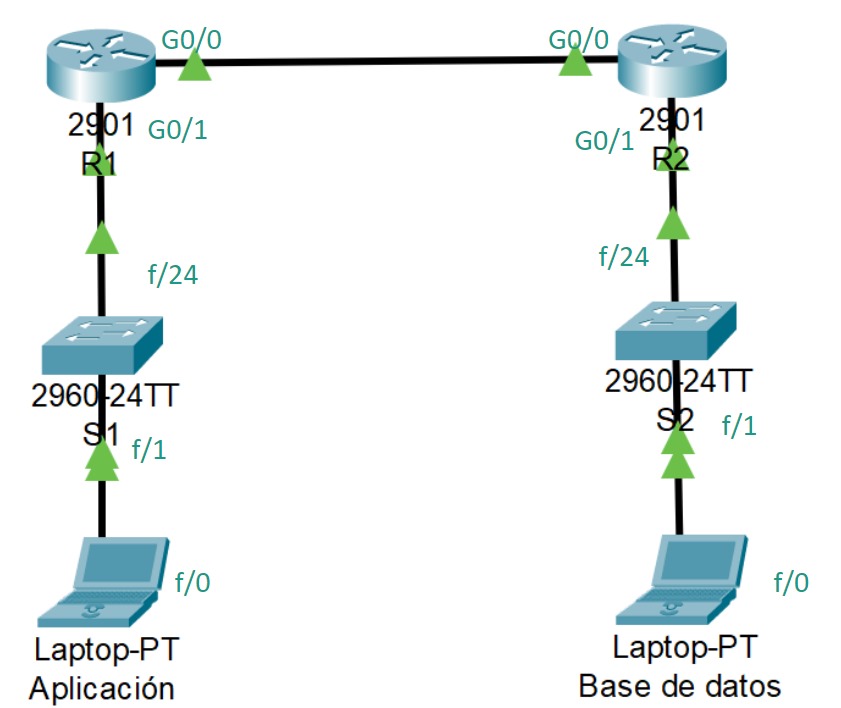 G0/0
G0/0
2901
G0/1
R1
2901
G0/1
R2
f/24
f/24
2960-24TT
S1
f/1
2960-24TT
S2
f/1
f/0
f/0
Laptop-PT
Aplicación
Laptop-PT
Base de datos